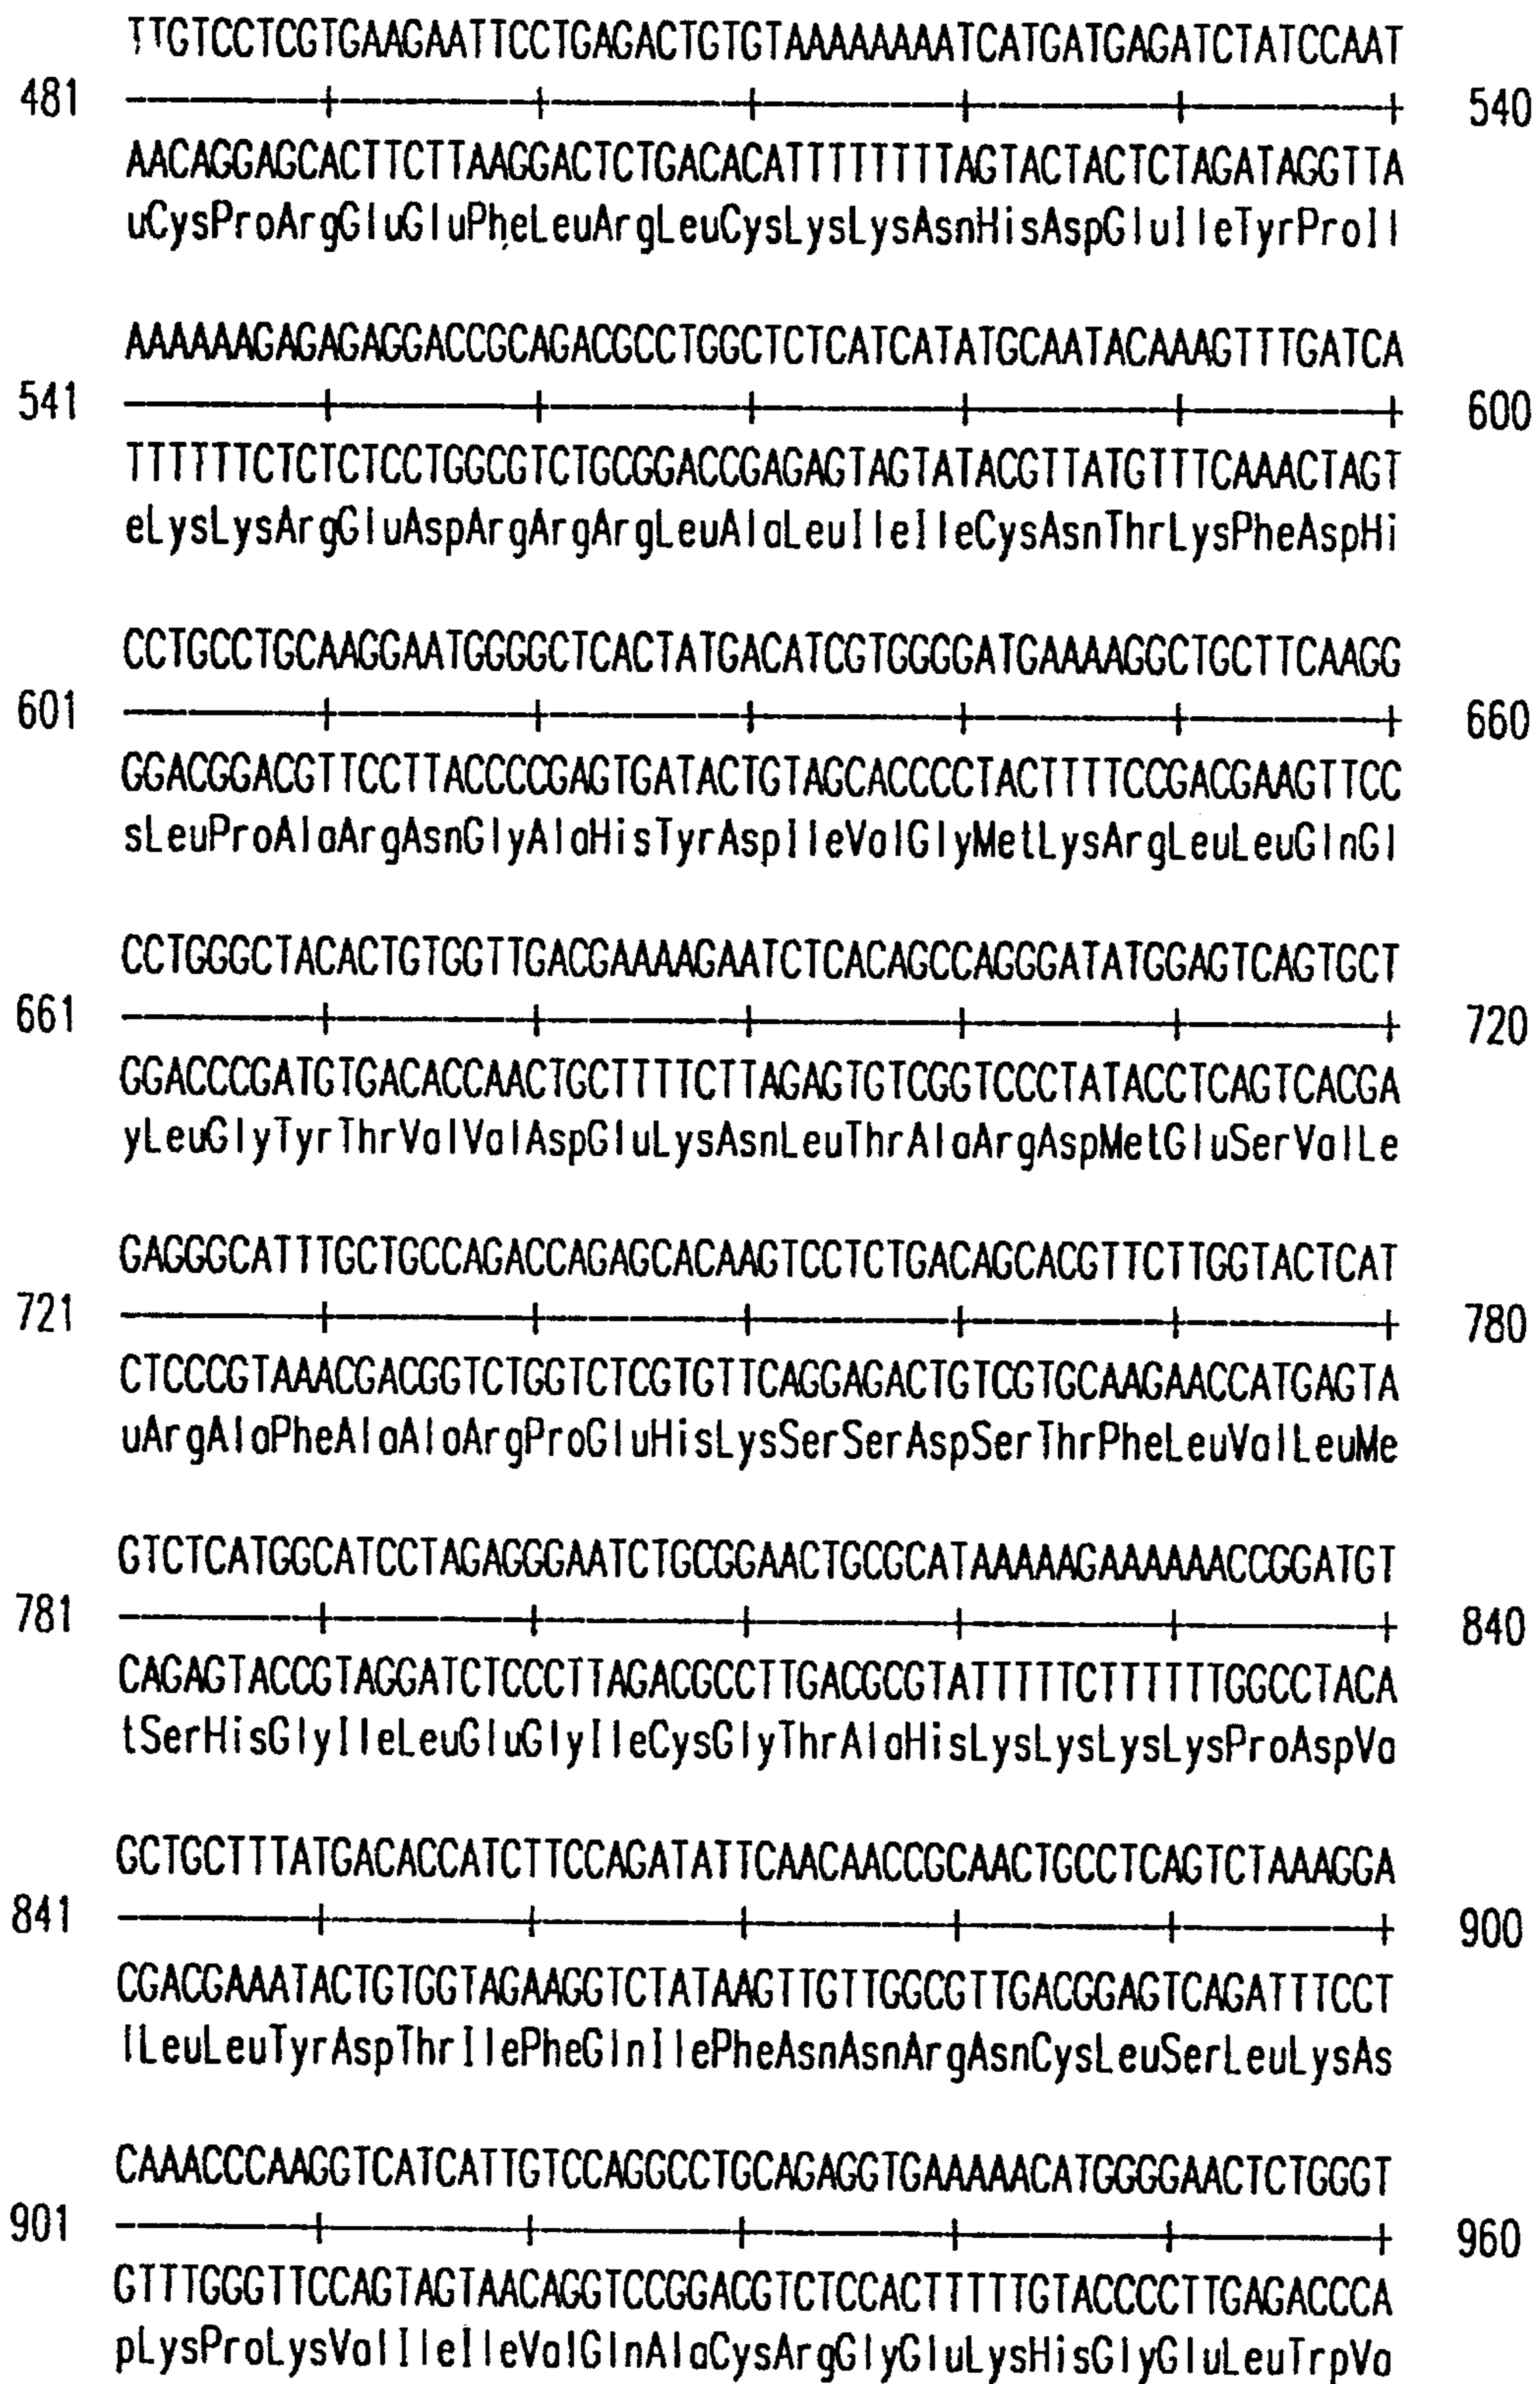 TTGTCCTCGTGAAGAATTCCTGAGACTGTGTAAAAAAAATCATGATGAGATCTATCCAAT
481 540
AACAGGAGCACTTCTTAAGGACTCTGACACATTTTTTTTAGTACTACTCTAGATAGGTTA
uCysProArgGluGluPheLeuArgLeuCysLysLysAsnHisAspGluIleTyrProIl
AAAAAAGAGAGAGGACCGCAGACGCCTGGCTCTCATCATATGCAATACAAAGTTTGATCA
541 600
TTTTTTCTCTCTCCTGGCGTCTGCGGACCGAGAGTAGTATACGTTATGTTTCAAACTAGT
eLysLysArgGluAspArgArgArgLeuAlaLeuIleIleCysAsnThrLysPheAspHi
CCTGCCTGCAAGGAATGGGGCTCACTATGACATCGTGGGGATGAAAAGGCTGCTTCAAGG
601 660
GGACGGACGTTCCTTACCCCGAGTGATACTGTAGCACCCCTACTTTTCCGACGAAGTTCC
sLeuProAlaArgAsnGlyAlaHisTyrAspIleValGlyMetLysArgLeuLeuGlnGl
CCTGGGCTACACTGTGGTTGACGAAAAGAATCTCACAGCCAGGGATATGGAGTCAGTGCT
661 720
GGACCCGATGTGACACCAACTGCTTTTCTTAGAGTGTCGGTCCCTATACCTCAGTCACGA
yLeuGlyTyrThrValValAspGluLysAsnLeuThrAlaArgAspMetGluSerValLe
GAGGGCATTTGCTGCCAGACCAGAGCACAAGTCCTCTGACAGCACGTTCTTGGTACTCAT
721 780
CTCCCGTAAACGACGGTCTGGTCTCGTGTTCAGGAGACTGTCGTGCAAGAACCATGAGTA
uArgAlaPheAlaAlaArgProGluHisLysSerSerAspSerThrPheLeuValLeuMe
GTCTCATGGCATCCTAGAGGGAATCTGCGGAACTGCGCATAAAAAGAAAAAACCGGATGT
781 840
CAGAGTACCGTAGGATCTCCCTTAGACGCCTTGACGCGTATTTTTCTTTTTTGGCCTACA
tSerHisGlyIleLeuGluGlyIleCysGlyThrAlaHisLysLysLysLysProAspVa
GCTGCTTTATGACACCATCTTCCAGATATTCAACAACCGCAACTGCCTCAGTCTAAAGGA
841 900
CGACGAAATACTGTGGTAGAAGGTCTATAAGTTGTTGGCGTTGACGGAGTCAGATTTCCT
lLeuLeuTyrAspThrIlePheGlnIlePheAsnAsnArgAsnCysLeuSerLeuLysAs
CAAACCCAAGGTCATCATTGTCCAGGCCTGCAGAGGTGAAAAACATGGGGAACTCTGGGT
901 960
GTTTGGGTTCCAGTAGTAACAGGTCCGGACGTCTCCACTTTTTGTACCCCTTGAGACCCA
pLysProLysValIleIleValGlnAlaCysArgGlyGluLysHisGlyGluLeuTrpVa